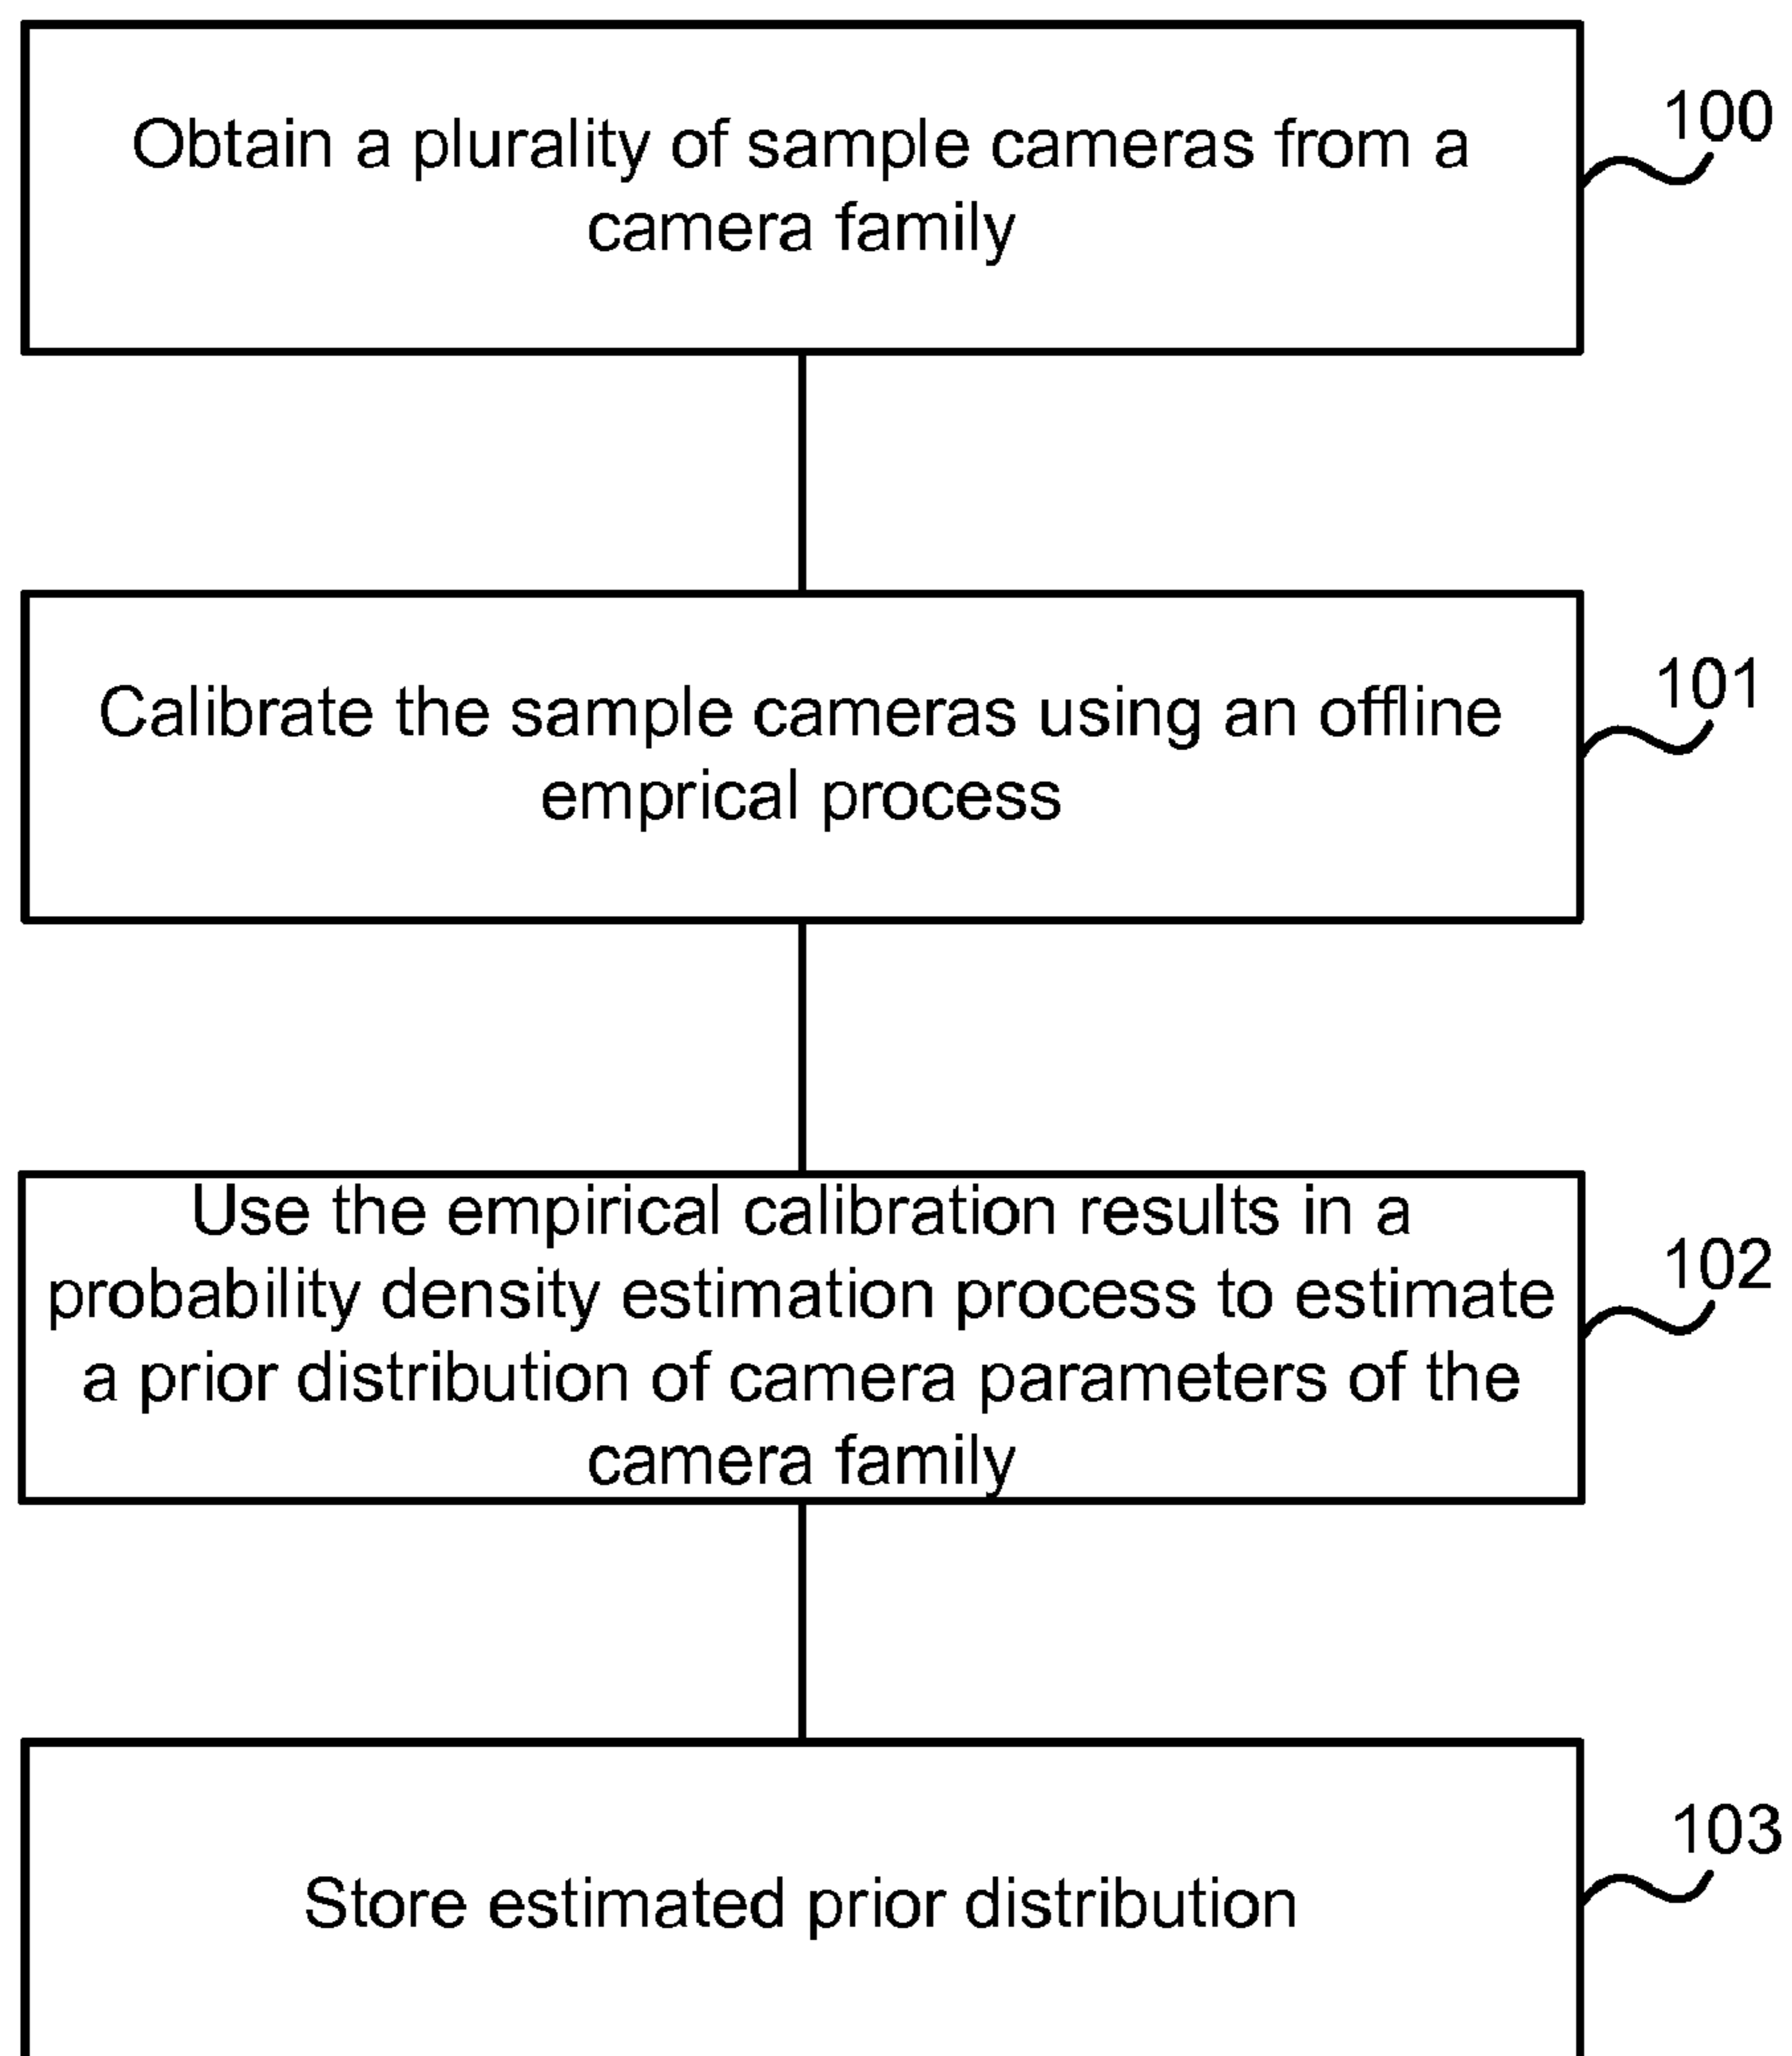 Obtain a plurality of sample cameras from a
camera family
100
Calibrate the sample cameras using an offline
emprical process
101
Use the empirical calibration results in a
probability density estimation process to estimate
a prior distribution of camera parameters of the
camera family
102
Store estimated prior distribution
103